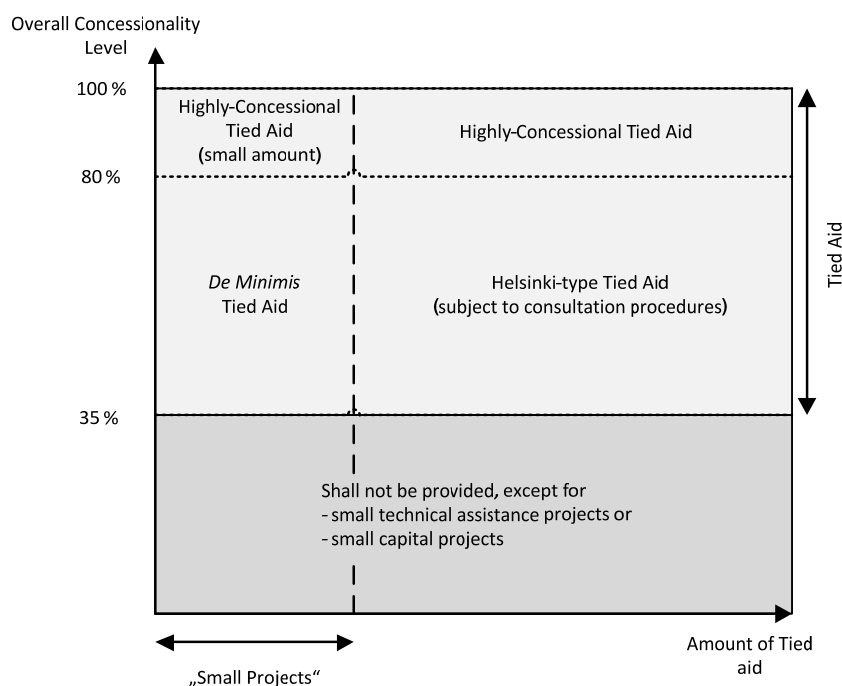 Overall Concessionality
Level
100 %
Highly-Concessional
Tied Aid
(small amount)
Highly-Concessional Tied Aid
80 %
De Minimis
Tied Aid
Helsinki-type Tied Aid
(subject to consultation procedures)
Tied Aid
35 %
Shall not be provided, except for
- small technical assistance projects or
- small capital projects
Amount of Tied
aid
„Small Projects“